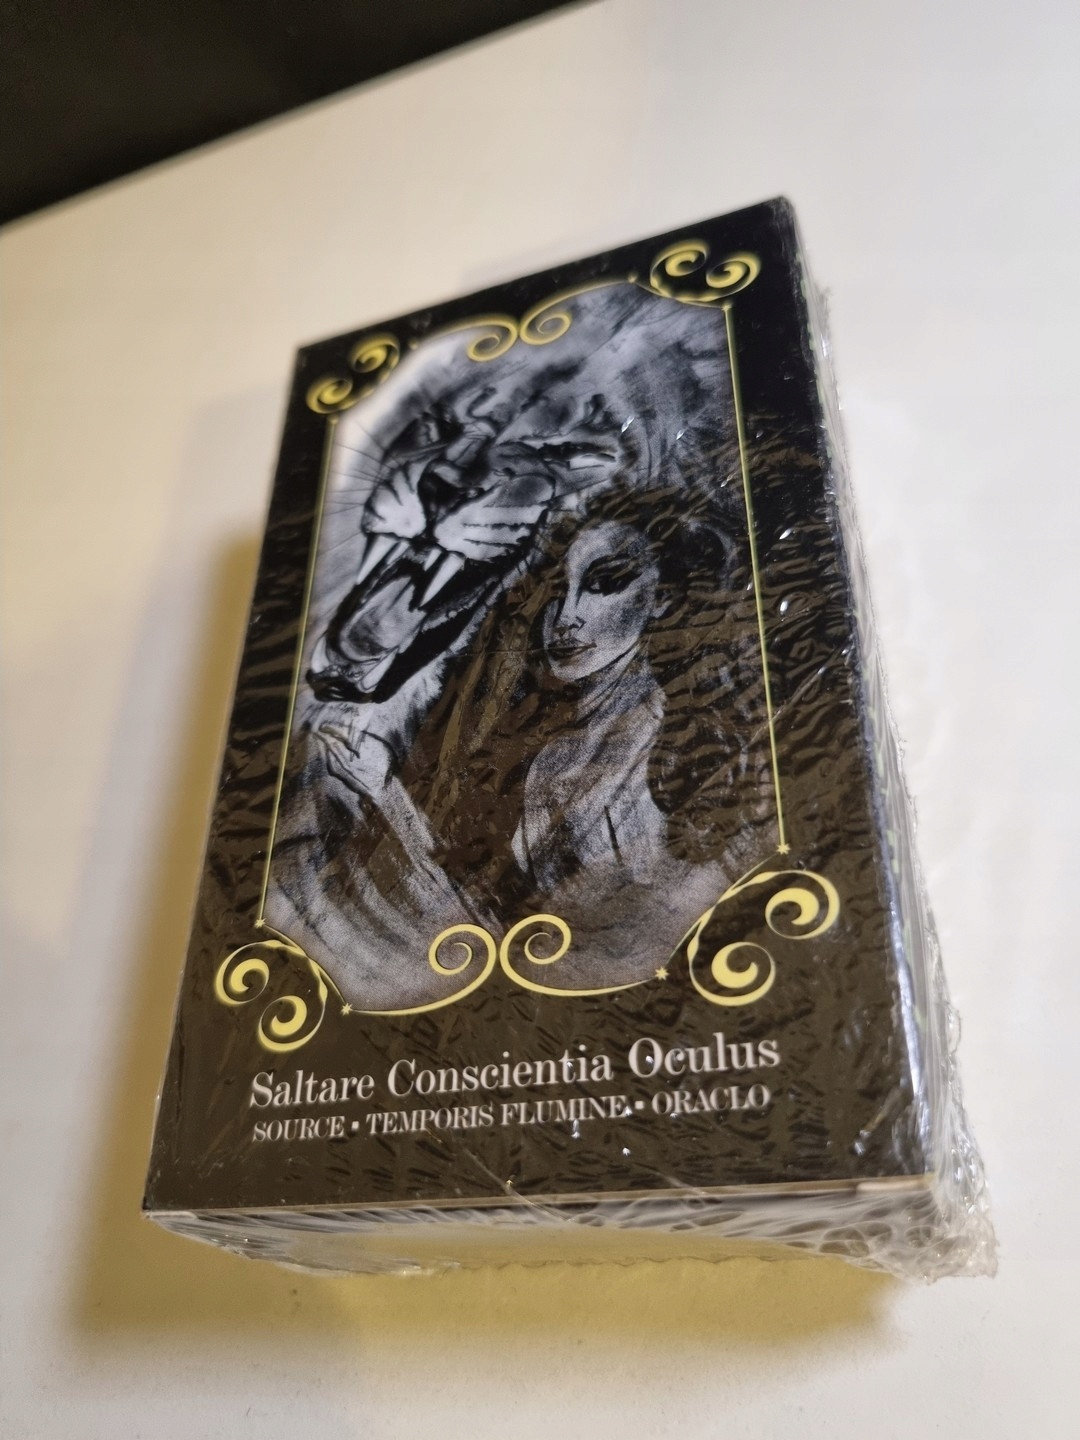 Saltare Conscientia Oculus
SOURCE ▪ TEMPORIS FLUMINE ▪ ORACLO